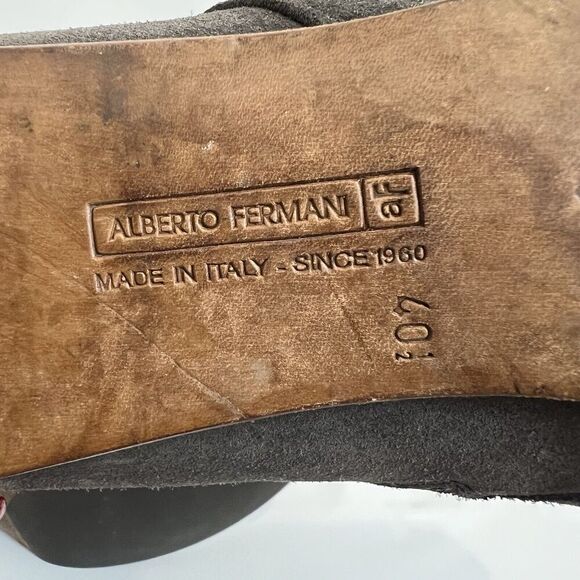 ALBERTO FERMANI aF
MADE IN ITALY - SINCE 1960
40½